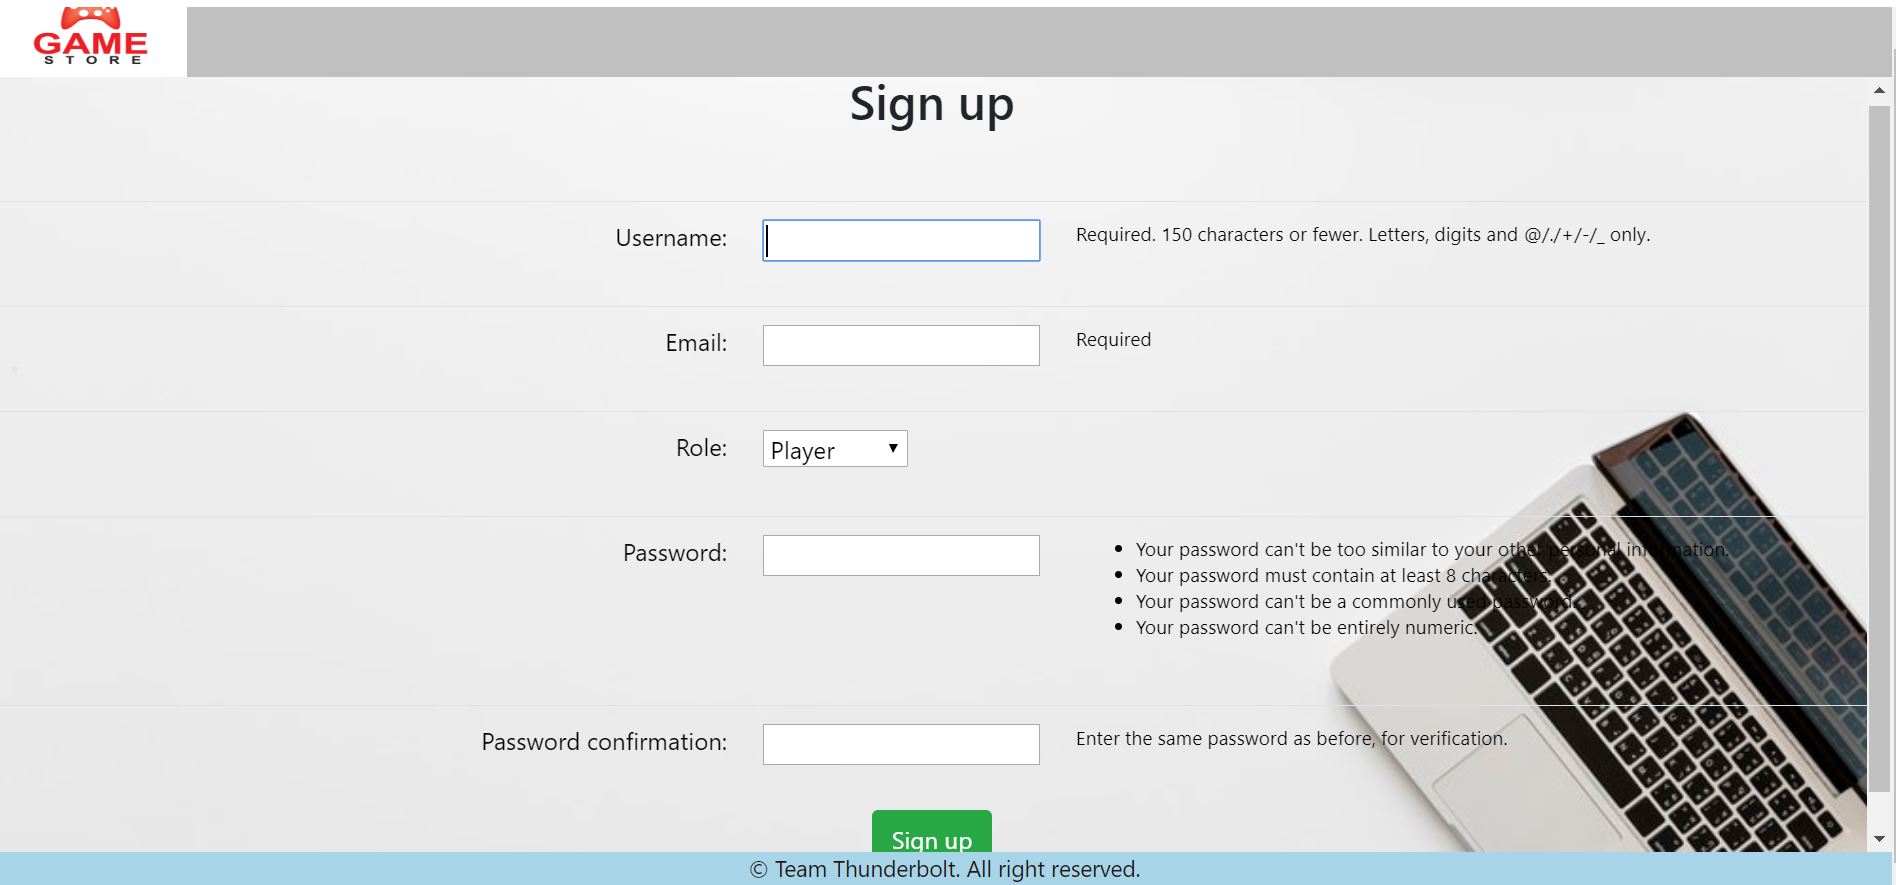 GAME
STORE
Sign up
Username:
Required. 150 characters or fewer. Letters, digits and @/./+/-/_ only.
Email:
Required
Role:
Player
Password:
Your password can't be too similar to your other personal information.
Your password must contain at least 8 characters.
Your password can't be a commonly used password.
Your password can't be entirely numeric.
Password confirmation:
Enter the same password as before, for verification.
Sign up
© Team Thunderbolt. All right reserved.